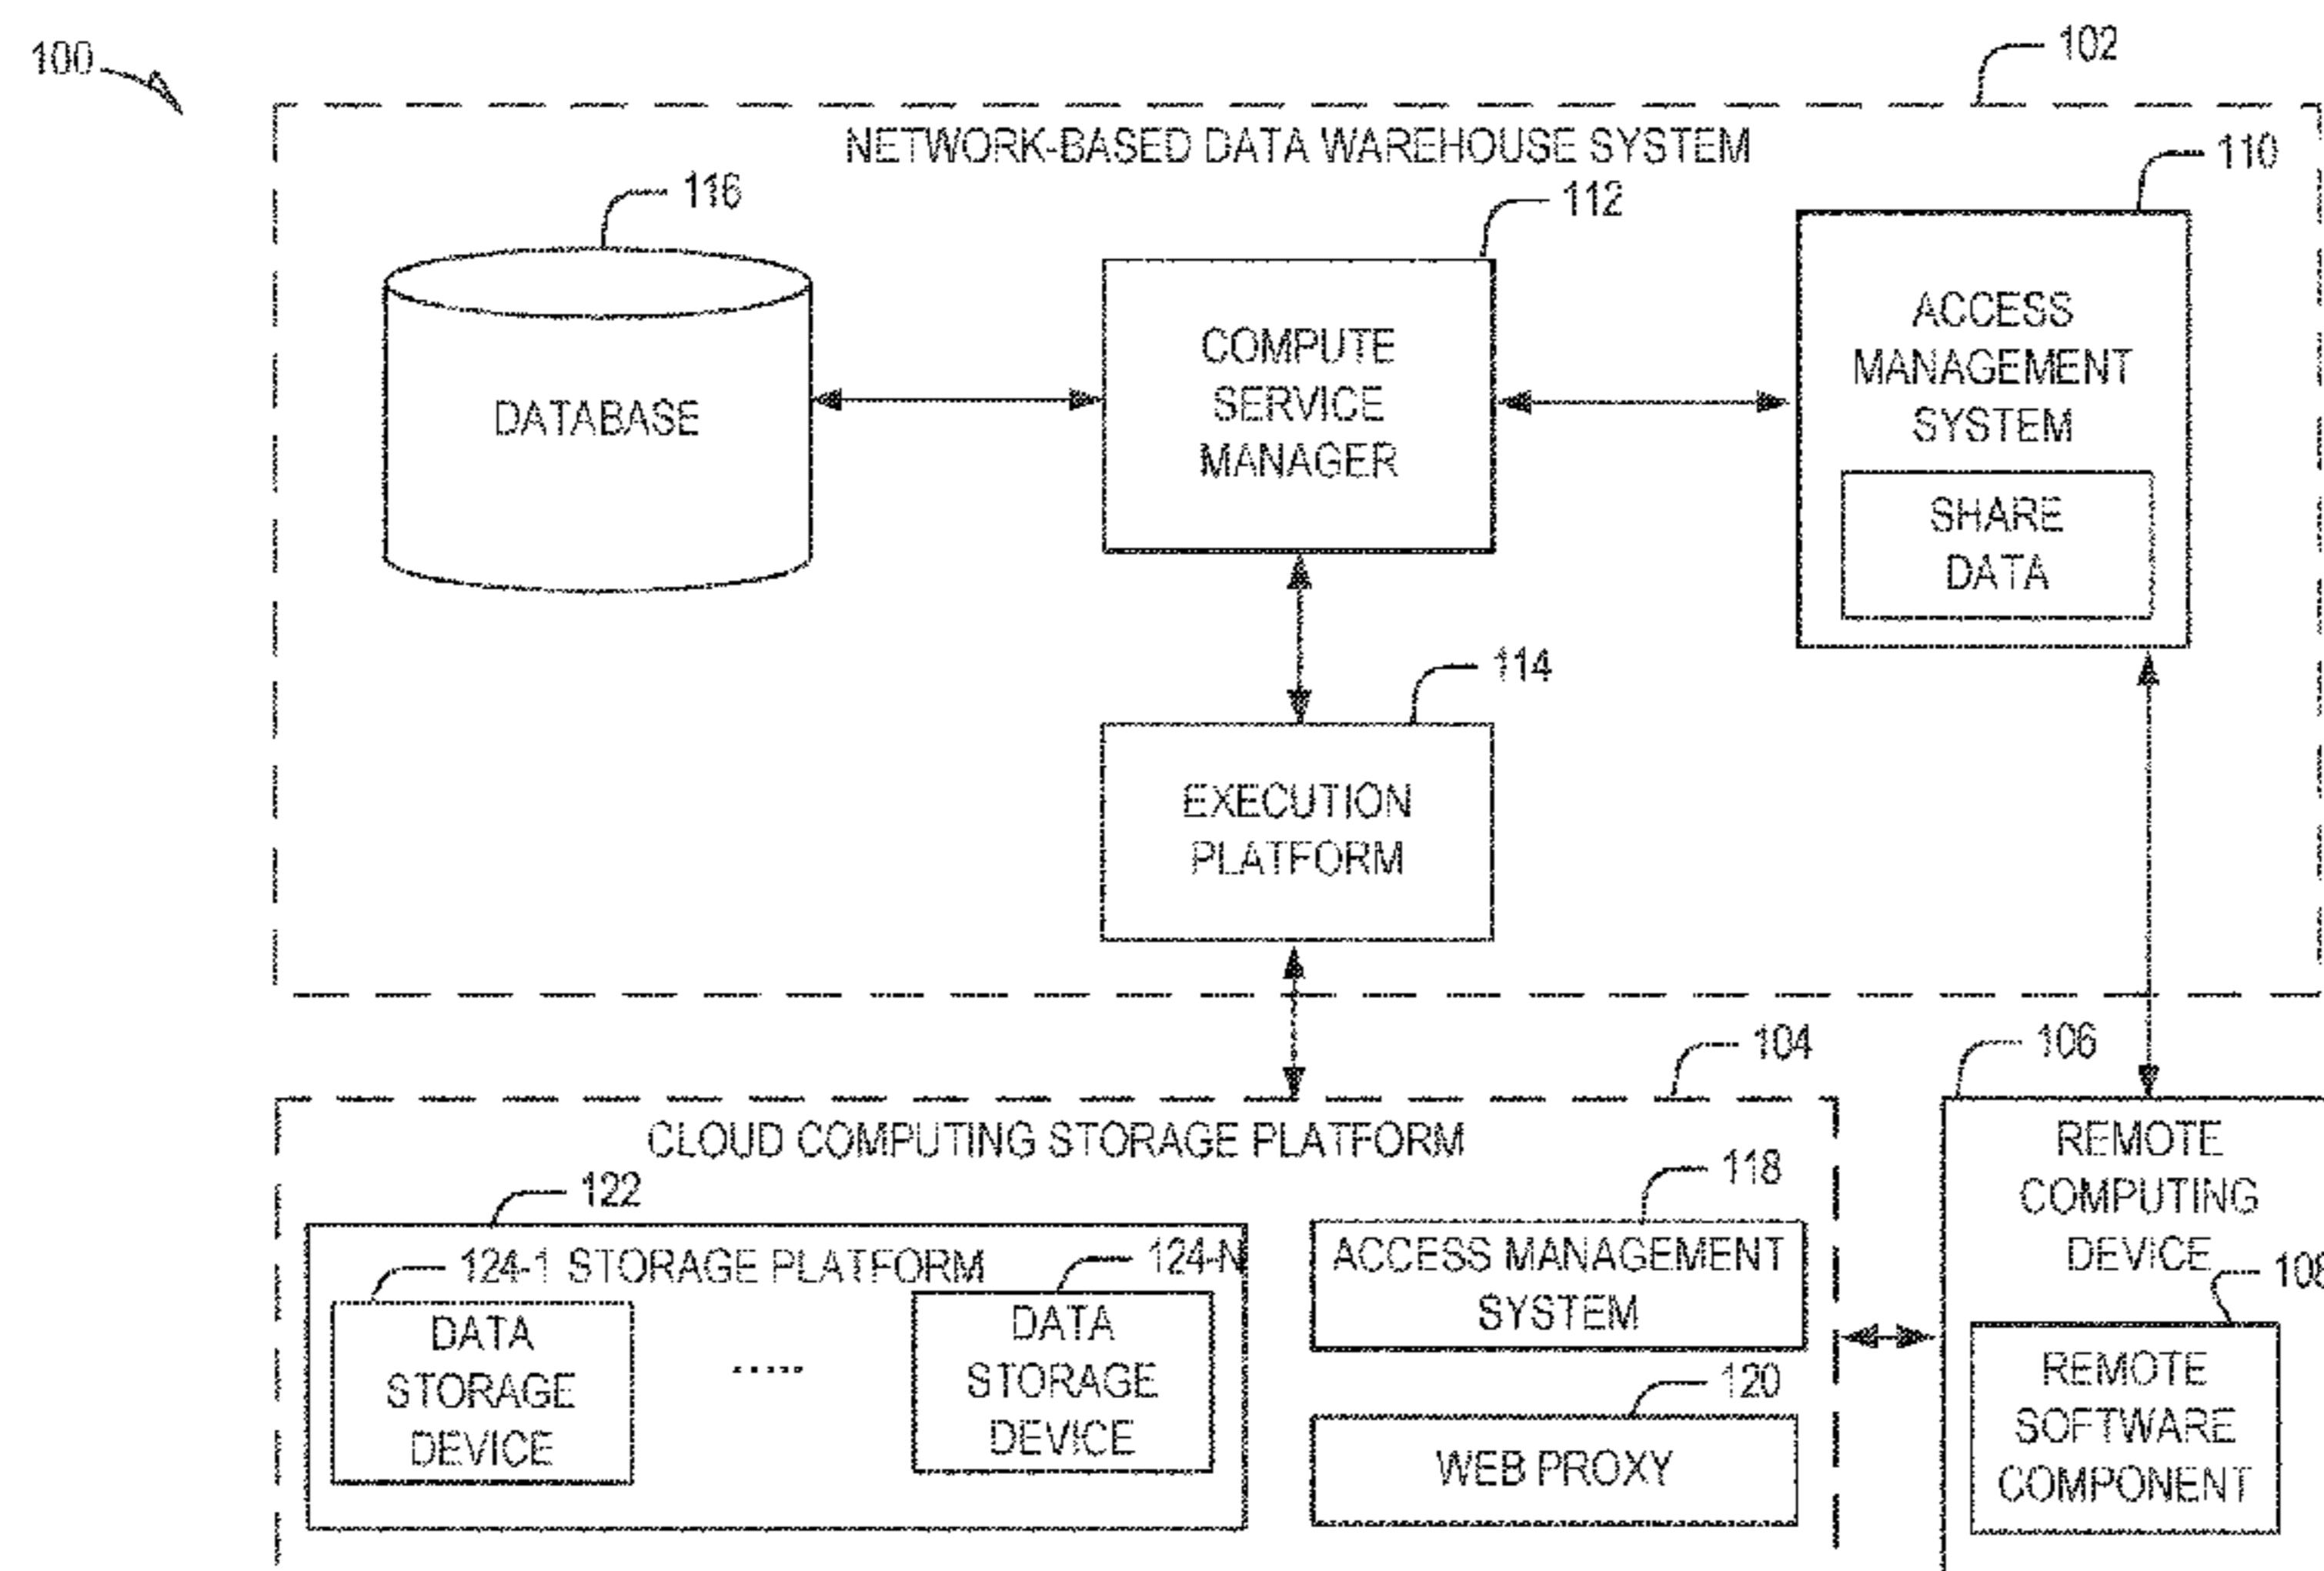 100
102
NETWORK-BASED DATA WAREHOUSE SYSTEM
110
116
112
DATABASE
COMPUTE
SERVICE
MANAGER
ACCESS
MANAGEMENT
SYSTEM
SHARE
DATA
114
EXECUTION
PLATFORM
104
106
CLOUD COMPUTING STORAGE PLATFORM
122
118
124-1 STORAGE PLATFORM
124-N
DATA
STORAGE
DEVICE
.....
DATA
STORAGE
DEVICE
ACCESS MANAGEMENT
SYSTEM
120
WEB PROXY
REMOTE
COMPUTING
DEVICE
108
REMOTE
SOFTWARE
COMPONENT